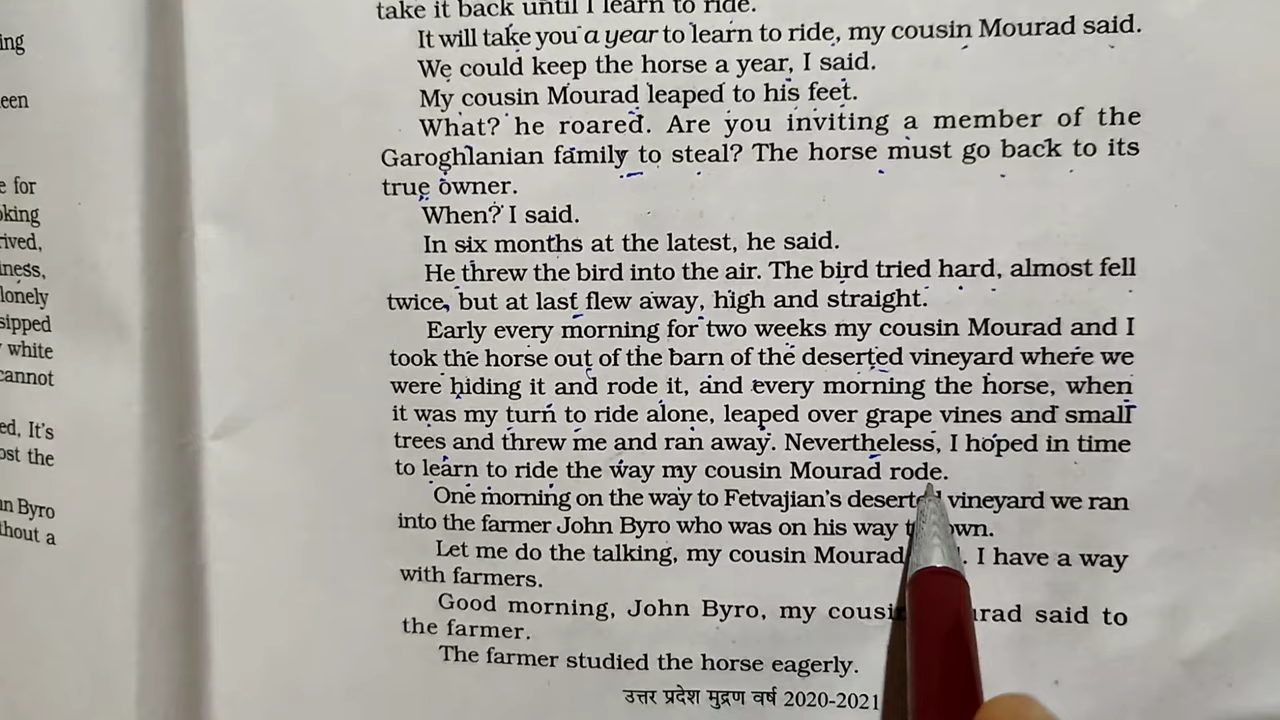 ing
een
e for
oking
rived,
iness,
lonely
sipped
white
cannot
ed, It's
ost the
n Byro
thout a
take it back until I learn to ride.
It will take you a year to learn to ride, my cousin Mourad said.
We could keep the horse a year, I said.
My cousin Mourad leaped to his feet.
What? he roared. Are you inviting a member of the
Garoghlanian family to steal? The horse must go back to its
true owner.
When? I said.
In six months at the latest, he said.
He threw the bird into the air. The bird tried hard, almost fell
twice, but at last flew away, high and straight.
Early every morning for two weeks my cousin Mourad and I
took the horse out of the barn of the deserted vineyard where we
were hiding it and rode it, and every morning the horse, when
it was my turn to ride alone, leaped over grape vines and small
trees and threw me and ran away. Nevertheless, I hoped in time
to learn to ride the way my cousin Mourad rode.
One morning on the way to Fetvajian's deserted vineyard we ran
into the farmer John Byro who was on his way t own.
Let me do the talking, my cousin Mourad . I have a way
with farmers.
Good morning, John Byro, my cousi rad said to
the farmer.
The farmer studied the horse eagerly.
उत्तर प्रदेश मुद्रण वर्ष 2020-2021